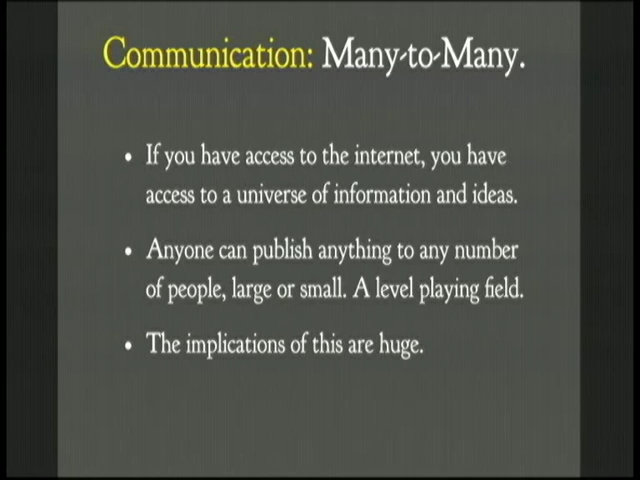 Communication: Many-to-Many.
• If you have access to the internet, you have
access to a universe of information and ideas.
• Anyone can publish anything to any number
of people, large or small. A level playing field.
• The implications of this are huge.